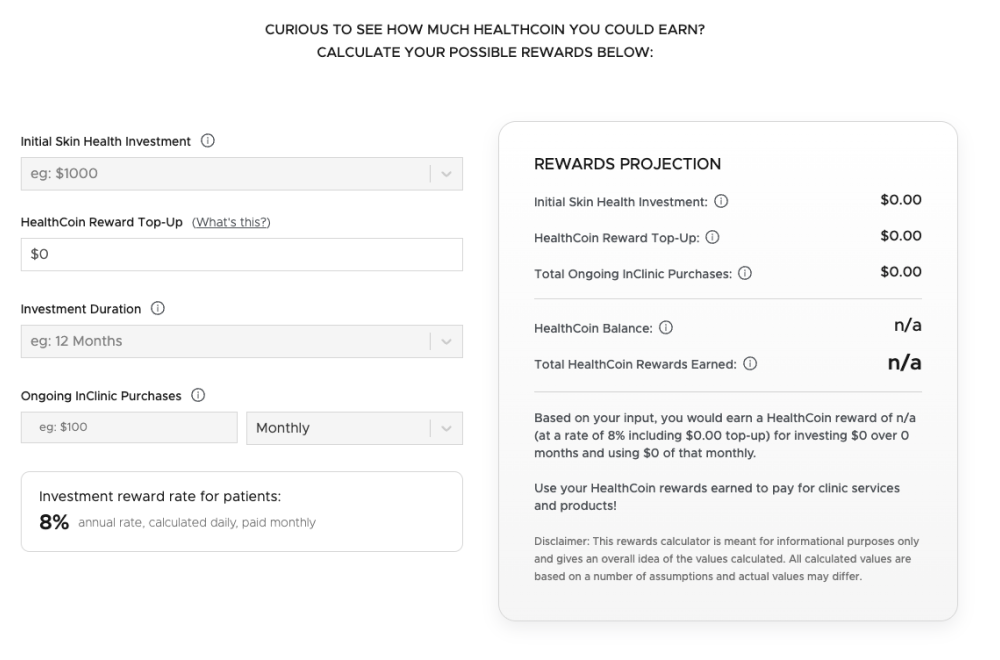 CURIOUS TO SEE HOW MUCH HEALTHCOIN YOU COULD EARN?
CALCULATE YOUR POSSIBLE REWARDS BELOW:
Initial Skin Health Investment
eg: $1000
HealthCoin Reward Top-Up (What's this?)
$0
Investment Duration
eg: 12 Months
Ongoing InClinic Purchases
eg: $100
Monthly
Investment reward rate for patients:
8% annual rate, calculated daily, paid monthly
REWARDS PROJECTION
Initial Skin Health Investment: $0.00
HealthCoin Reward Top-Up: $0.00
Total Ongoing InClinic Purchases: $0.00
HealthCoin Balance: n/a
Total HealthCoin Rewards Earned: n/a
Based on your input, you would earn a HealthCoin reward of n/a
(at a rate of 8% including $0.00 top-up) for investing $0 over 0
months and using $0 of that monthly.
Use your HealthCoin rewards earned to pay for clinic services
and products!
Disclaimer: This rewards calculator is meant for informational purposes only
and gives an overall idea of the values calculated. All calculated values are
based on a number of assumptions and actual values may differ.